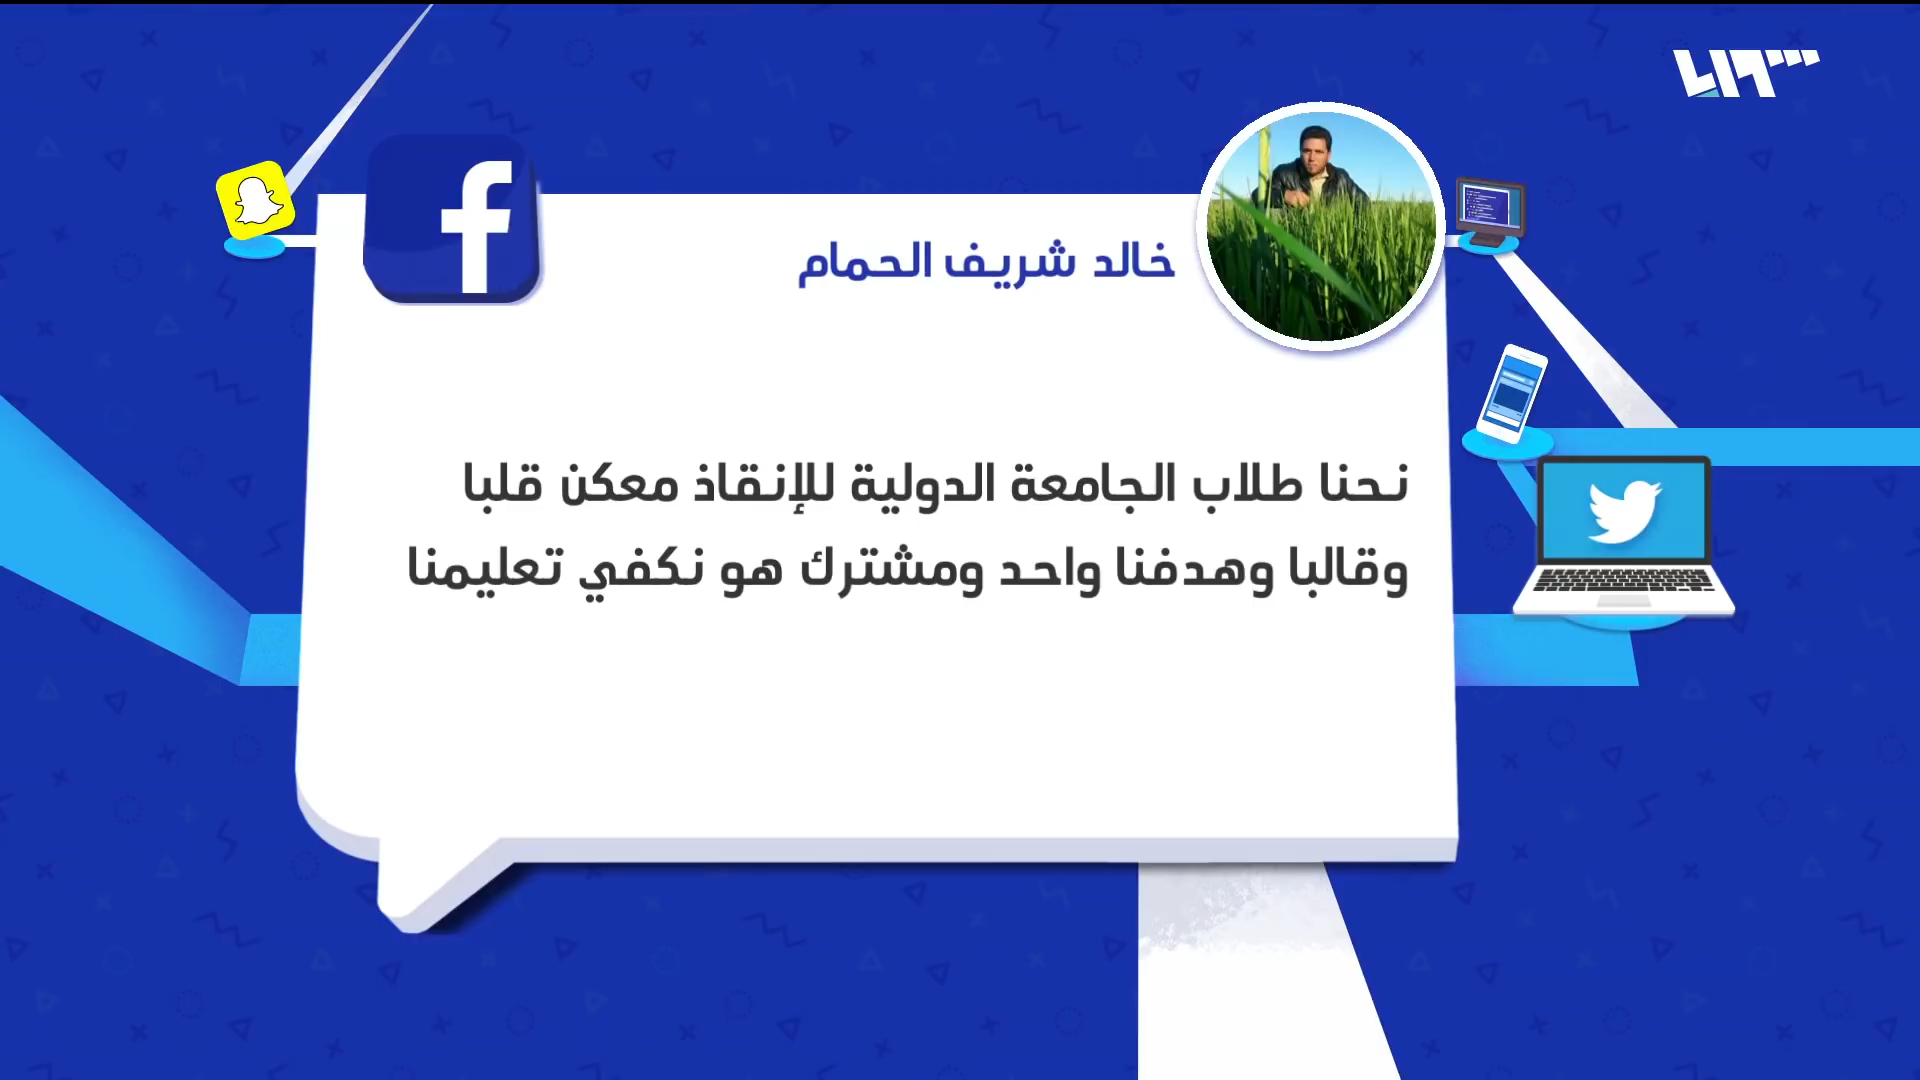 خالد شريف الحمام
نحنا طلاب الجامعة الدولية للإنقاذ معكن قلبا
وقالبا وهدفنا واحد ومشترك هو نكفي تعليمنا